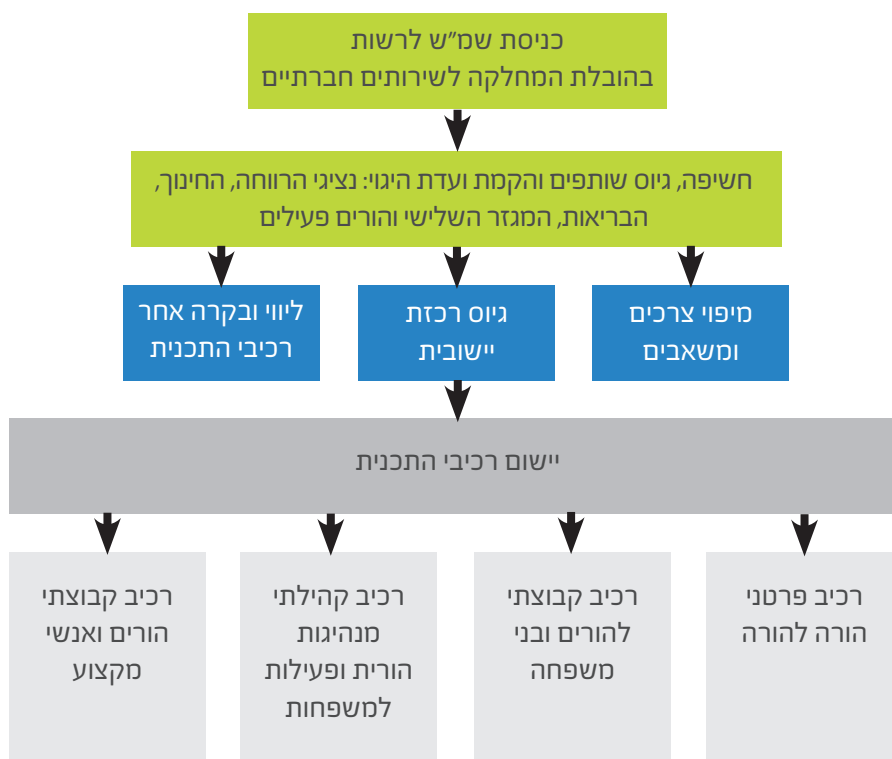 כניסת שמ״ש לרשות
בהובלת המחלקה לשירותים חברתיים
חשיפה, גיוס שותפים והקמת ועדת היגוי: נציגי הרווחה, החינוך,
הבריאות, המגזר השלישי והורים פעילים
מיפוי צרכים
ומשאבים
גיוס רכזת
יישובית
ליווי ובקרה אחר
רכיבי התכנית
יישום רכיבי התכנית
רכיב פרטני
הורה להורה
רכיב קבוצתי
להורים ובני
משפחה
רכיב קהילתי
מנהיגות
הורית ופעילות
למשפחות
רכיב קבוצתי
הורים ואנשי
מקצוע